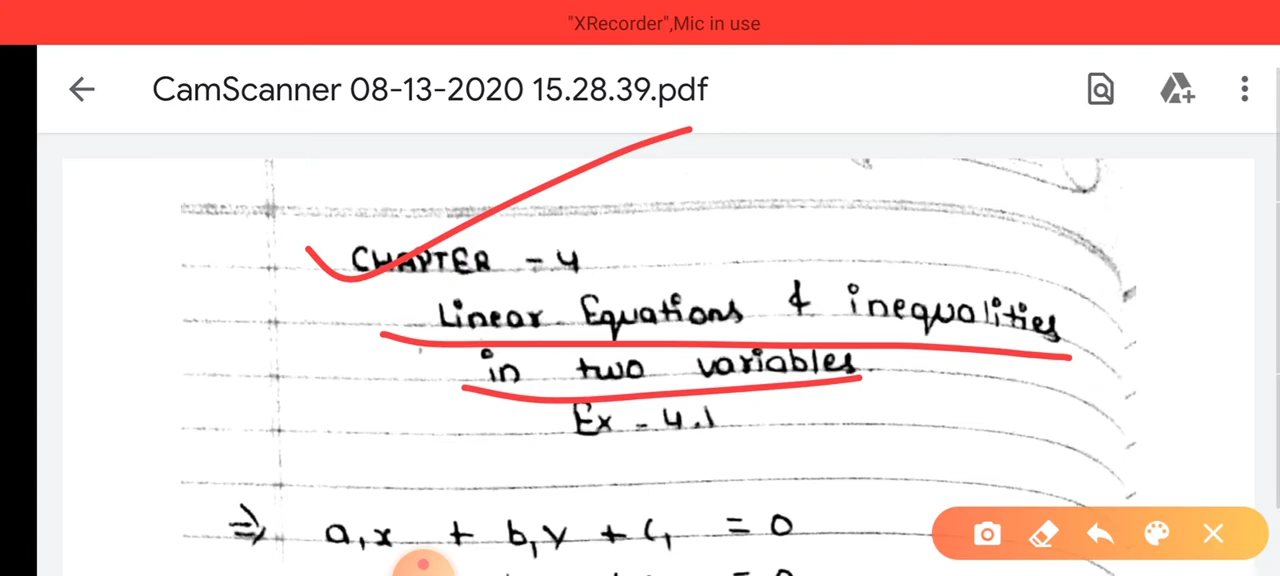 "XRecorder",Mic in use
CamScanner 08-13-2020 15.28.39.pdf
CHAPTER - 4
Linear Equations & inequalities
in two variables.
Ex - 4.1
⇒ a₁x + b₁y + c₁ = 0